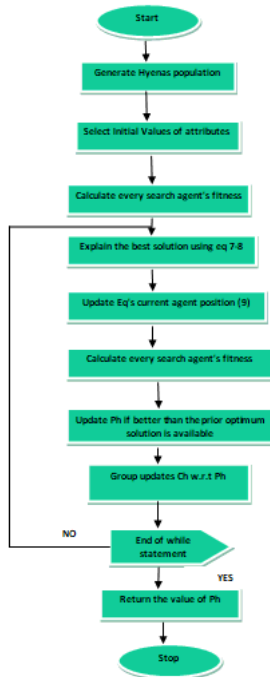 Start
Generate Hyenas population
Select Initial Values of attributes
Calculate every search agent's fitness
Explain the best solution using eq 7-8
Update Eq's current agent position (9)
Calculate every search agent's fitness
Update Ph if better than the prior optimum
solution is available
Group updates Ch w.r.t Ph
NO
End of while
statement
YES
Return the value of Ph
Stop